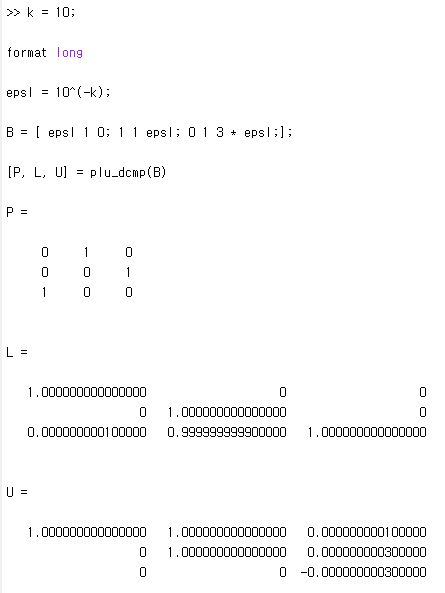 >> k = 10;
format long
epsl = 10^(-k);
B = [ epsl 1 0; 1 1 epsl; 0 1 3 * epsl;];
[P, L, U] = plu_dcmp(B)
P =
0 1 0
0 0 1
1 0 0
L =
1.000000000000000 0 0
0 1.000000000000000 0
0.000000000100000 0.999999999900000 1.000000000000000
U =
1.000000000000000 1.000000000000000 0.000000000100000
0 1.000000000000000 0.000000000300000
0 0 -0.000000000300000